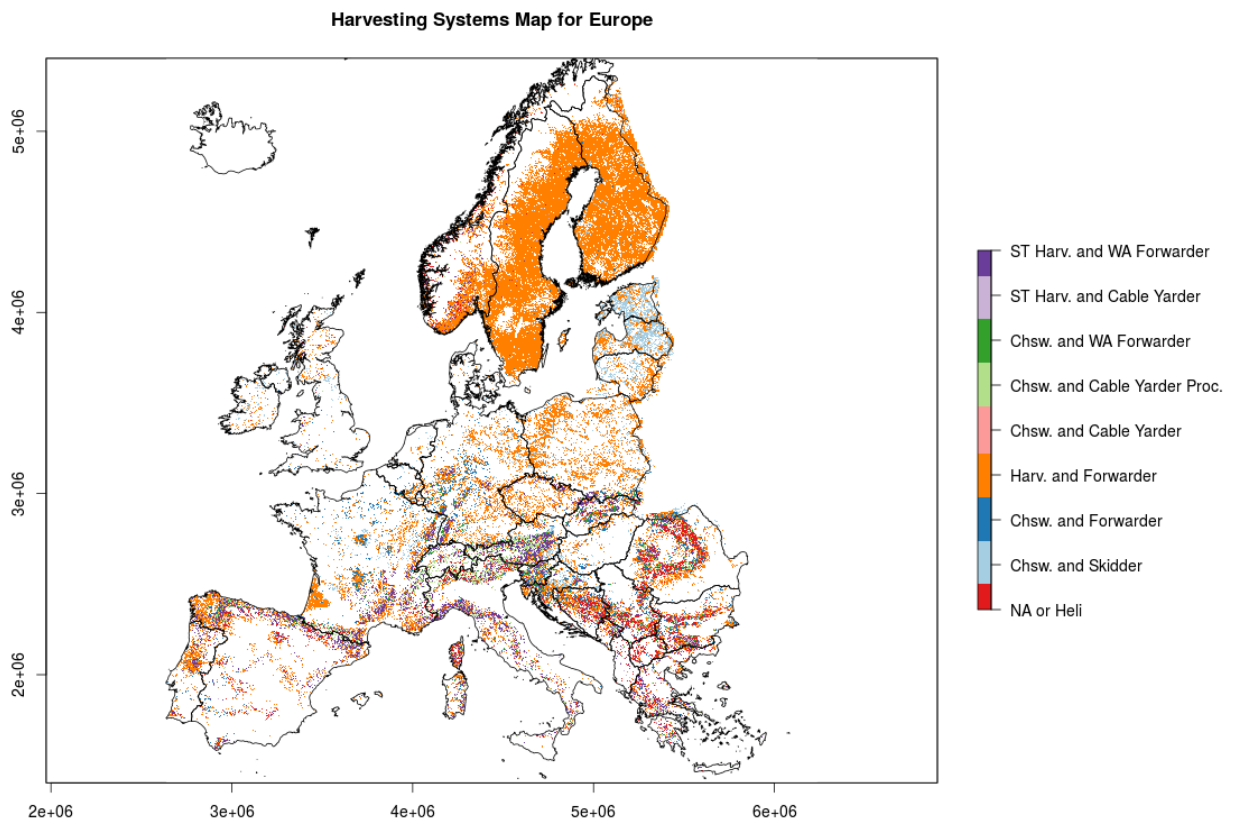 Harvesting Systems Map for Europe
5e+06
4e+06
3e+06
2e+06
2e+06
3e+06
4e+06
5e+06
6e+06
ST Harv. and WA Forwarder
ST Harv. and Cable Yarder
Chsw. and WA Forwarder
Chsw. and Cable Yarder Proc.
Chsw. and Cable Yarder
Harv. and Forwarder
Chsw. and Forwarder
Chsw. and Skidder
NA or Heli